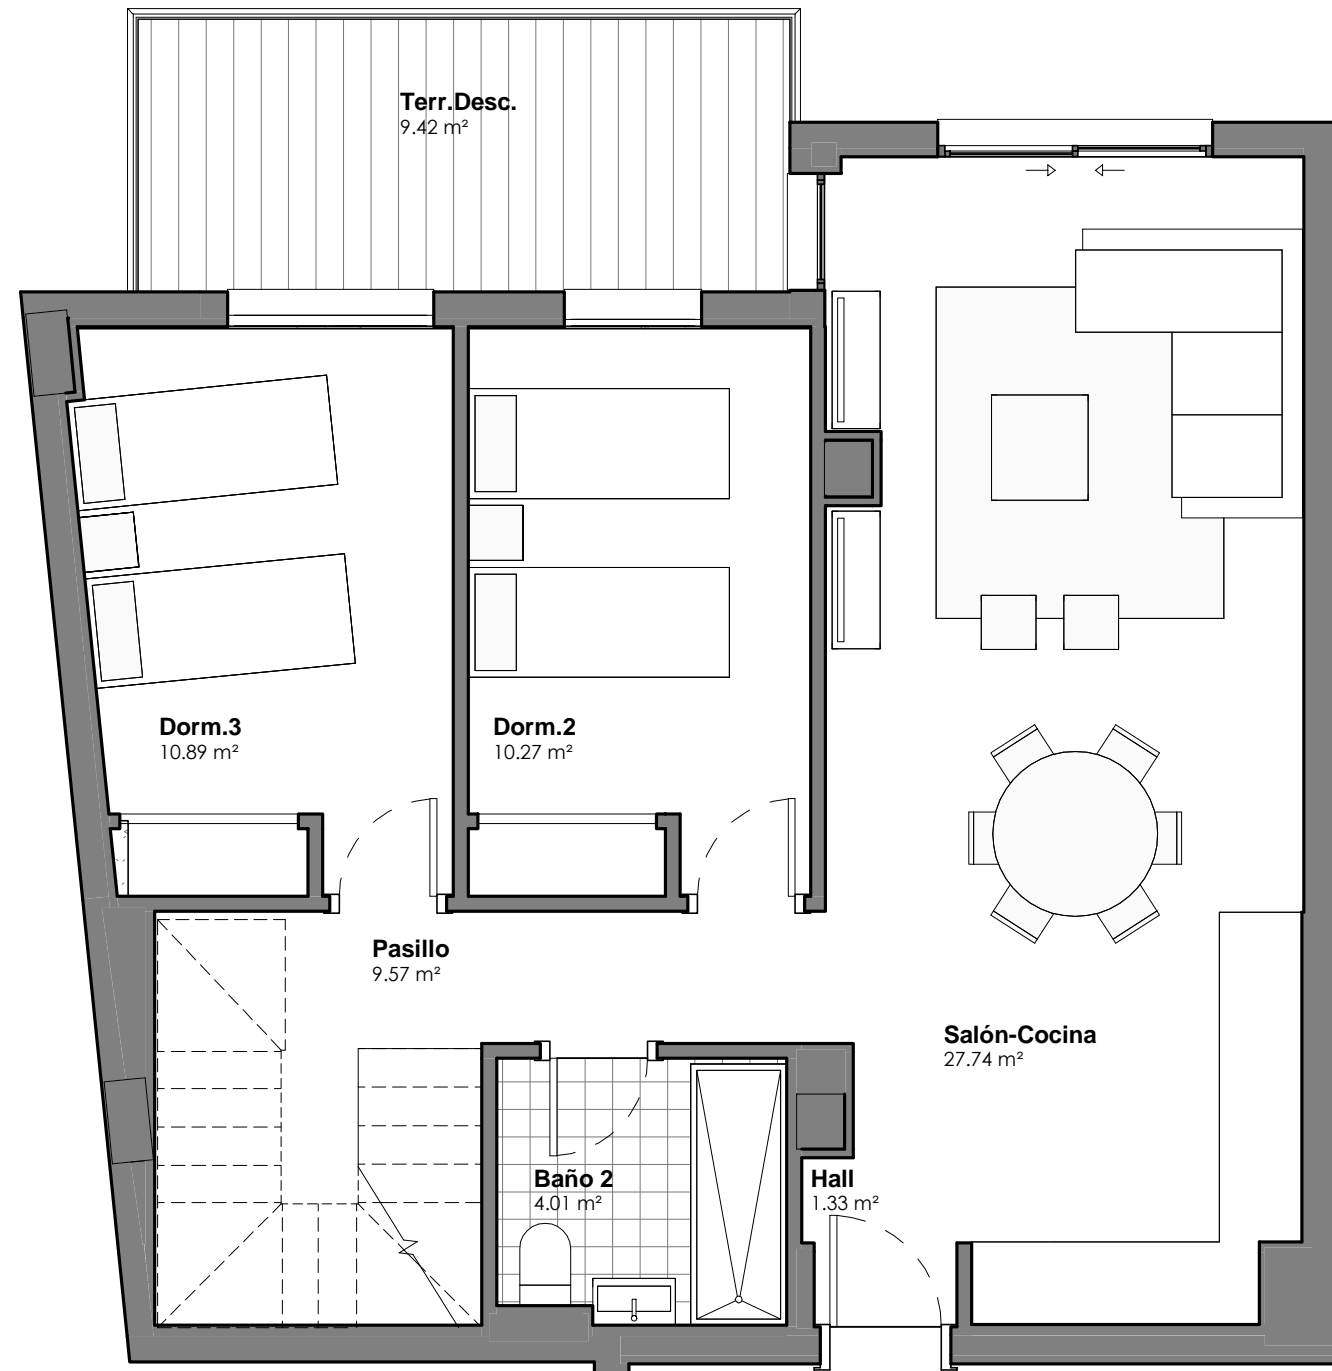 Terr.Desc.
9.42 m²
Dorm.3
10.89 m²
Dorm.2
10.27 m²
Pasillo
9.57 m²
Salón-Cocina
27.74 m²
Baño 2
4.01 m²
Hall
1.33 m²